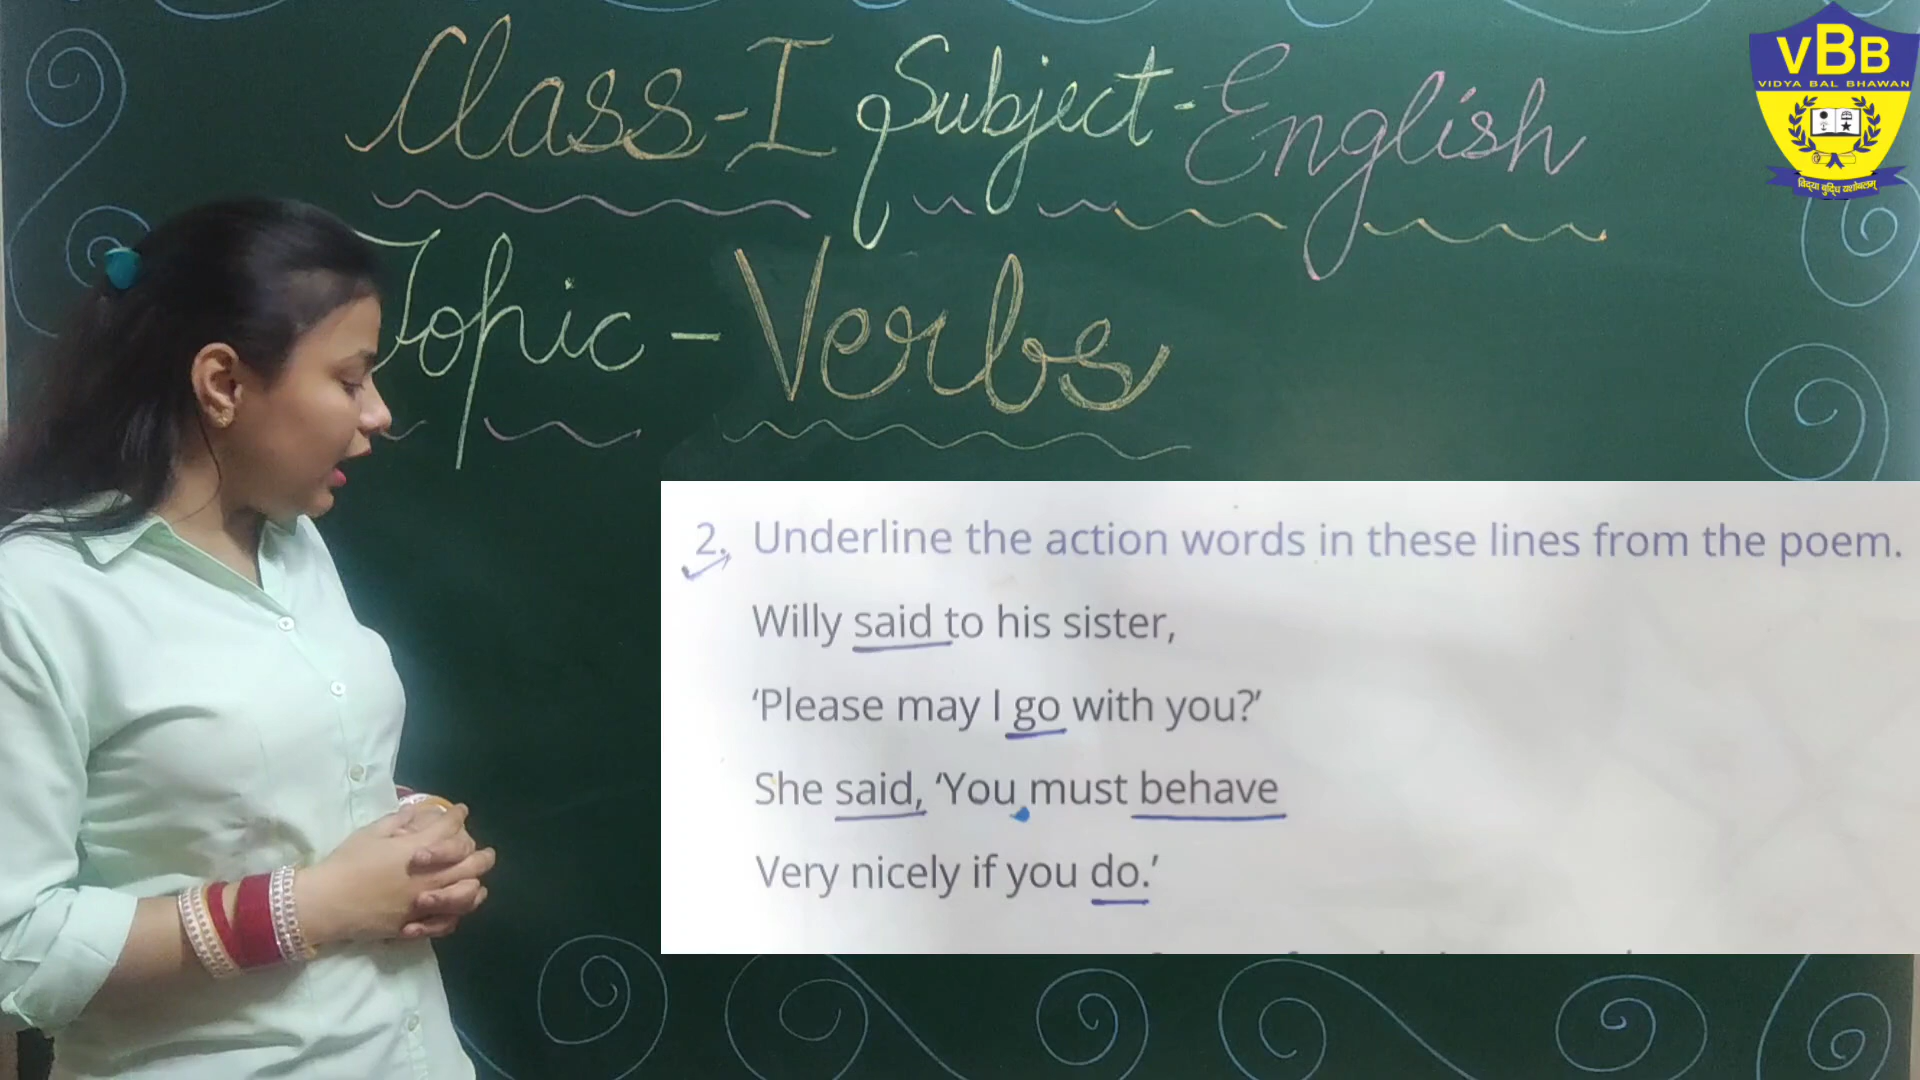 Class-I Subject-English
Topic-Verbs
VBB
VIDYA BAL BHAWAN
विद्या बुद्धि यशोबलम्
2. Underline the action words in these lines from the poem.
Willy said to his sister,
‘Please may I go with you?’
She said, ‘You must behave
Very nicely if you do.’